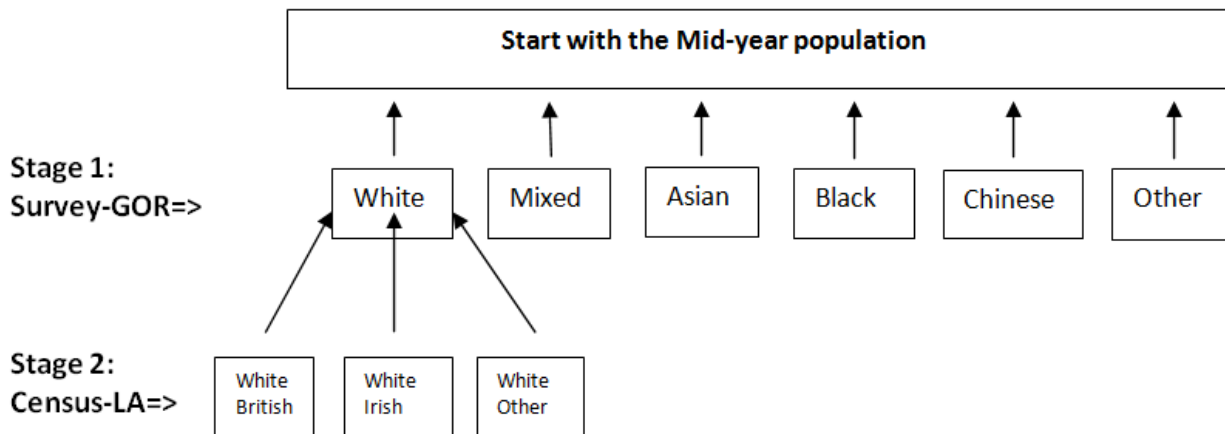 Start with the Mid-year population
Stage 1:
Survey-GOR=>
White
Mixed
Asian
Black
Chinese
Other
Stage 2:
Census-LA=>
White
British
White
Irish
White
Other